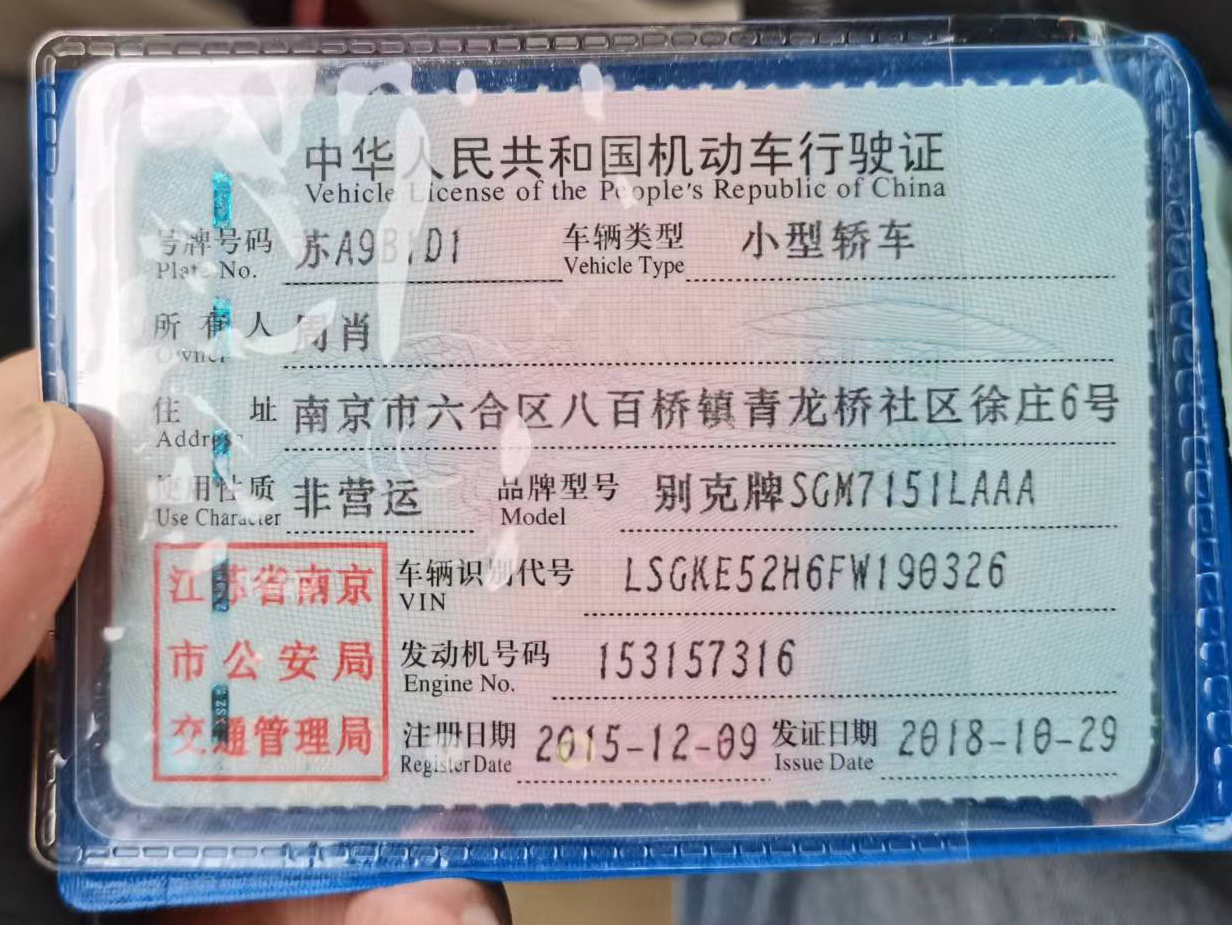 中华人民共和国机动车行驶证
Vehicle License of the People's Republic of China
号牌号码 苏A9B1D1 车辆类型 小型轿车
Plate No. Vehicle Type
所有人 周肖
Owner
住址 南京市六合区八百桥镇青龙桥社区徐庄6号
Address
使用性质 非营运 品牌型号 别克牌SGM7151LAAA
Use Character Model
江苏省南京
市公安局
交通管理局
车辆识别代号 LSGKE52H6FW190326
VIN
发动机号码 153157316
Engine No.
注册日期 2015-12-09 发证日期 2018-10-29
Register Date Issue Date